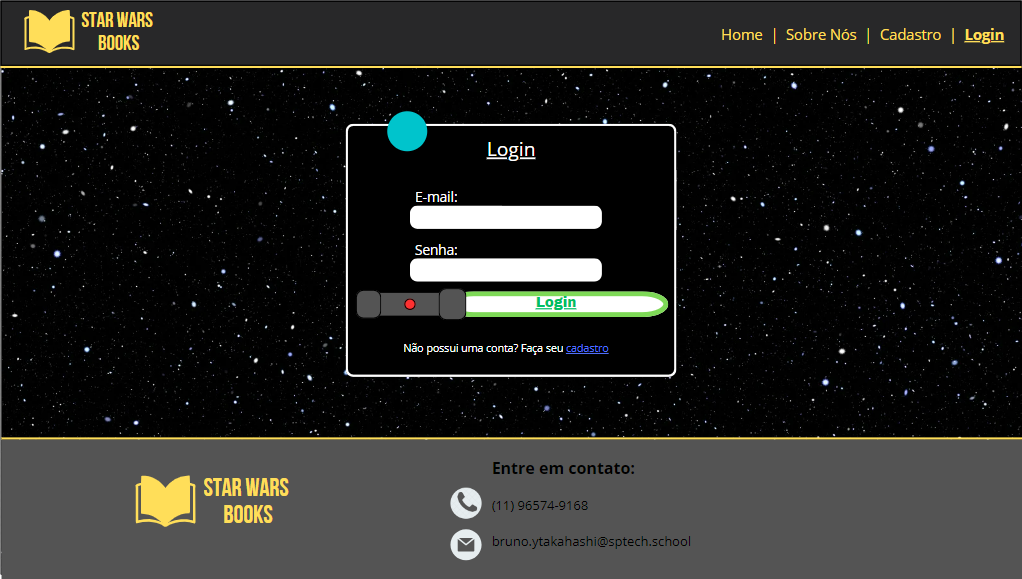 STAR WARS
BOOKS
Home | Sobre Nós | Cadastro | Login
Login
E-mail:
Senha:
Login
Não possui uma conta? Faça seu cadastro
STAR WARS
BOOKS
Entre em contato:
(11) 96574-9168
bruno.ytakahashi@sptech.school